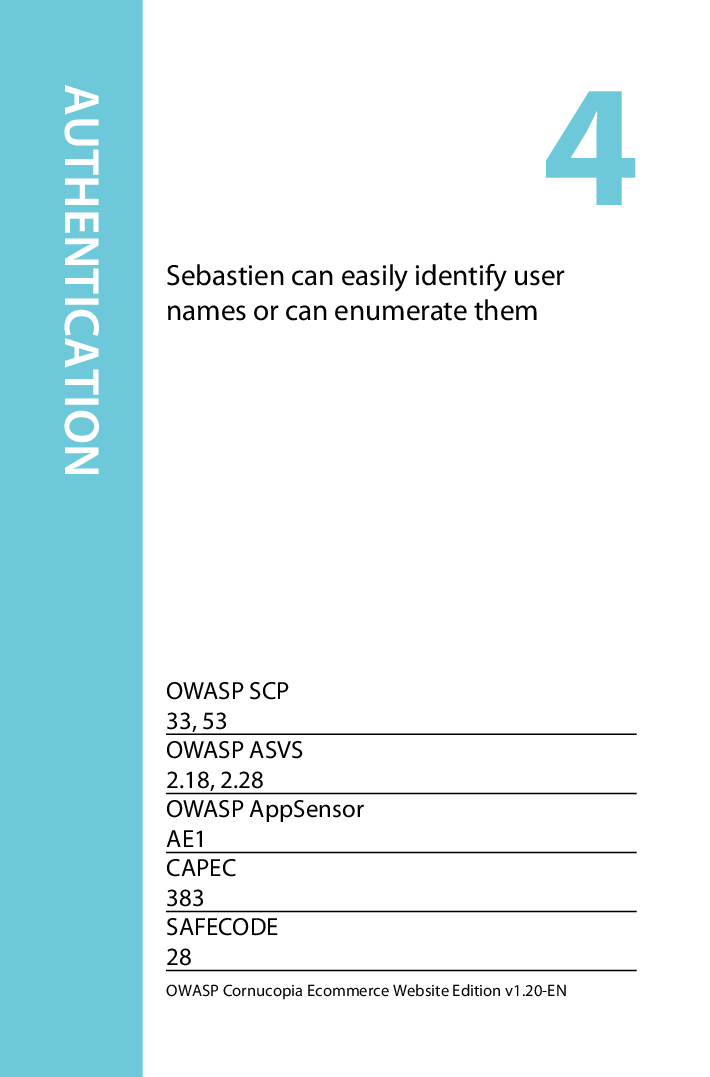 AUTHENTICATION
4
Sebastien can easily identify user
names or can enumerate them
OWASP SCP
33, 53
OWASP ASVS
2.18, 2.28
OWASP AppSensor
AE1
CAPEC
383
SAFECODE
28
OWASP Cornucopia Ecommerce Website Edition v1.20-EN